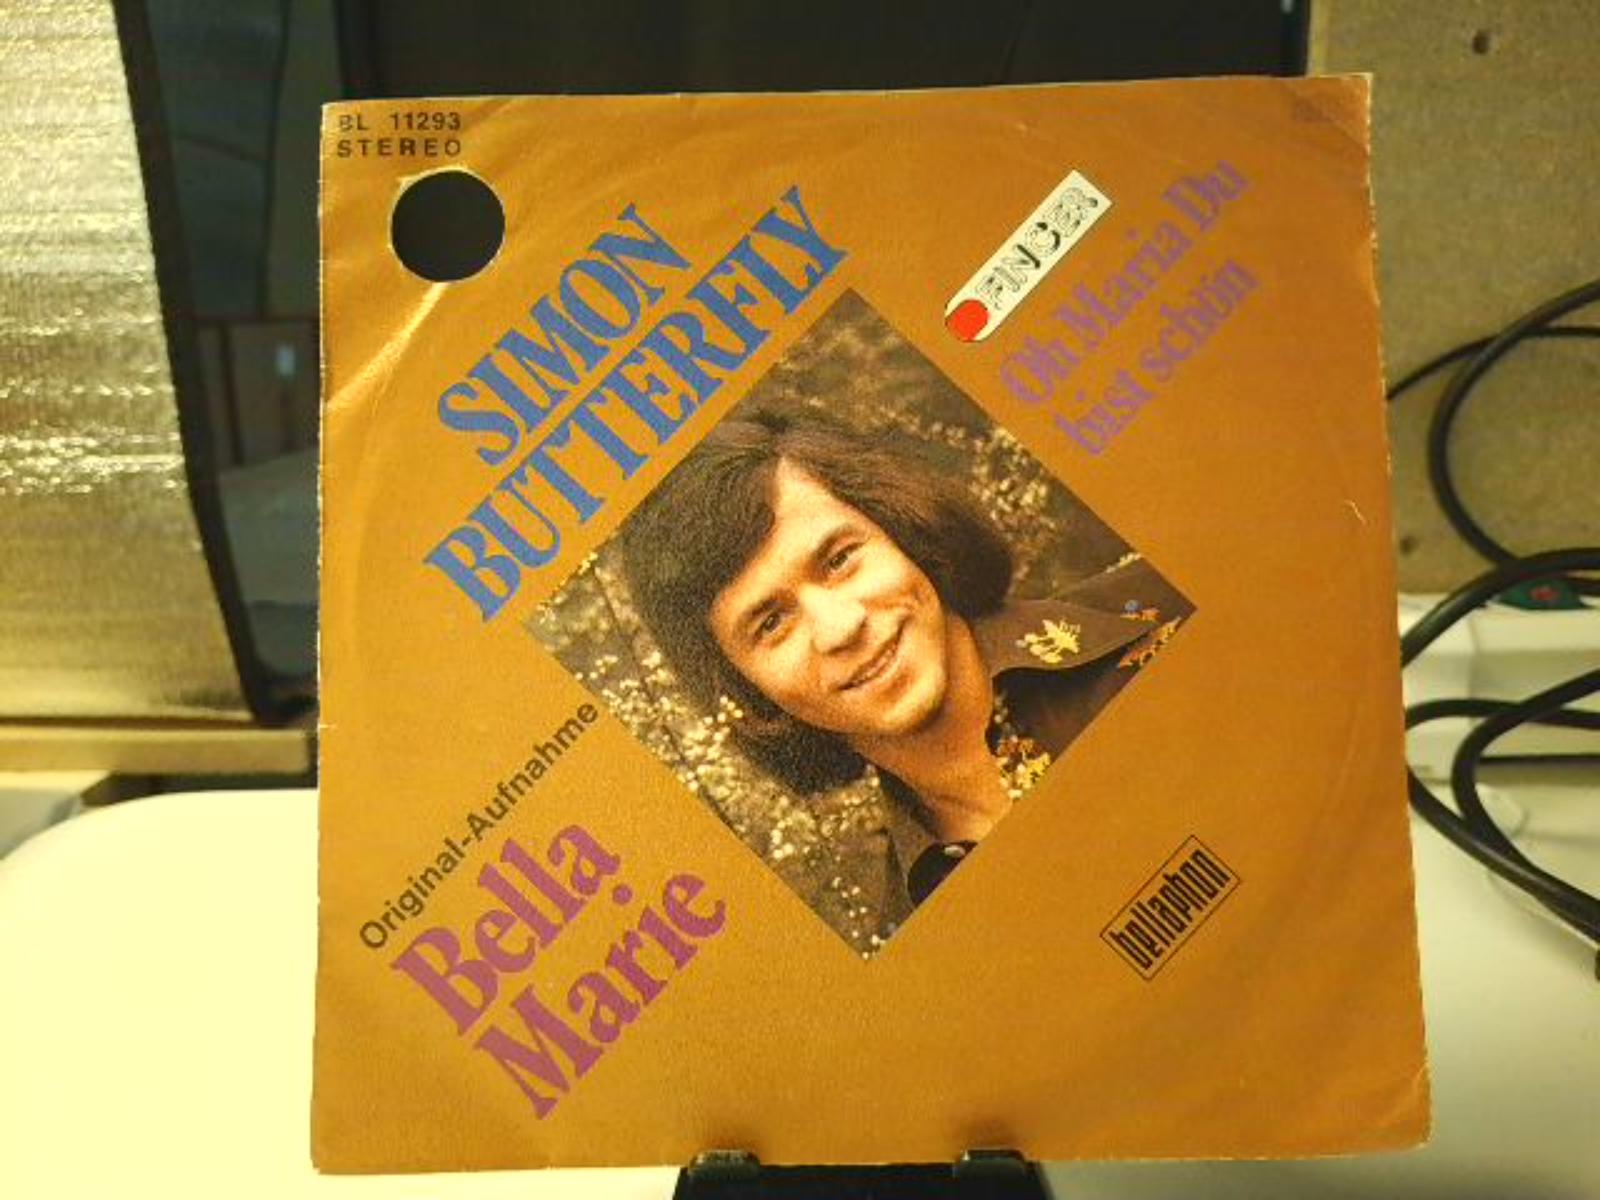 BL 11293
STEREO
SIMON
BUTTERFLY
FINGER
Oh Maria Du
bist schön
Original-Aufnahme
Bella
Marie
bellaphon